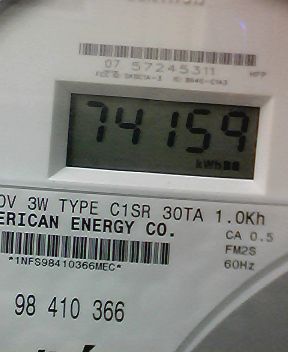 07 57245311
74159
kWh
0V 3W TYPE C1SR 30TA 1.0Kh
ERICAN ENERGY CO.
CA 0.5
FM2S
60Hz
*1NFS98410366MEC*
98 410 366